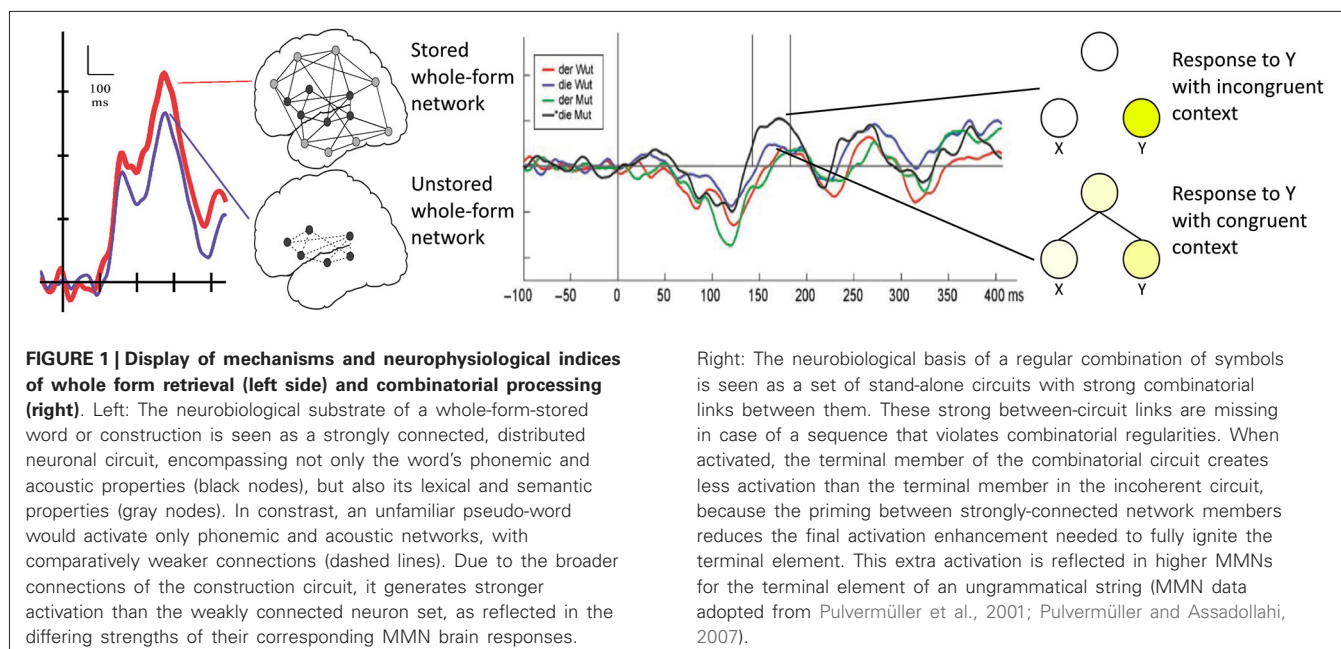 100
ms
Stored
whole-form
network
Unstored
whole-form
network
der Wut
die Wut
der Mut
*die Mut
−100 −50 0 50 100 150 200 250 300 350 400 ms
Response to Y
with incongruent
context
X Y
Response to Y
with congruent
context
X Y
FIGURE 1 | Display of mechanisms and neurophysiological indices
of whole form retrieval (left side) and combinatorial processing
(right). Left: The neurobiological substrate of a whole-form-stored
word or construction is seen as a strongly connected, distributed
neuronal circuit, encompassing not only the word's phonemic and
acoustic properties (black nodes), but also its lexical and semantic
properties (gray nodes). In constrast, an unfamiliar pseudo-word
would activate only phonemic and acoustic networks, with
comparatively weaker connections (dashed lines). Due to the broader
connections of the construction circuit, it generates stronger
activation than the weakly connected neuron set, as reflected in the
differing strengths of their corresponding MMN brain responses.
Right: The neurobiological basis of a regular combination of symbols
is seen as a set of stand-alone circuits with strong combinatorial
links between them. These strong between-circuit links are missing
in case of a sequence that violates combinatorial regularities. When
activated, the terminal member of the combinatorial circuit creates
less activation than the terminal member in the incoherent circuit,
because the priming between strongly-connected network members
reduces the final activation enhancement needed to fully ignite the
terminal element. This extra activation is reflected in higher MMNs
for the terminal element of an ungrammatical string (MMN data
adopted from Pulvermüller et al., 2001; Pulvermüller and Assadollahi,
2007).